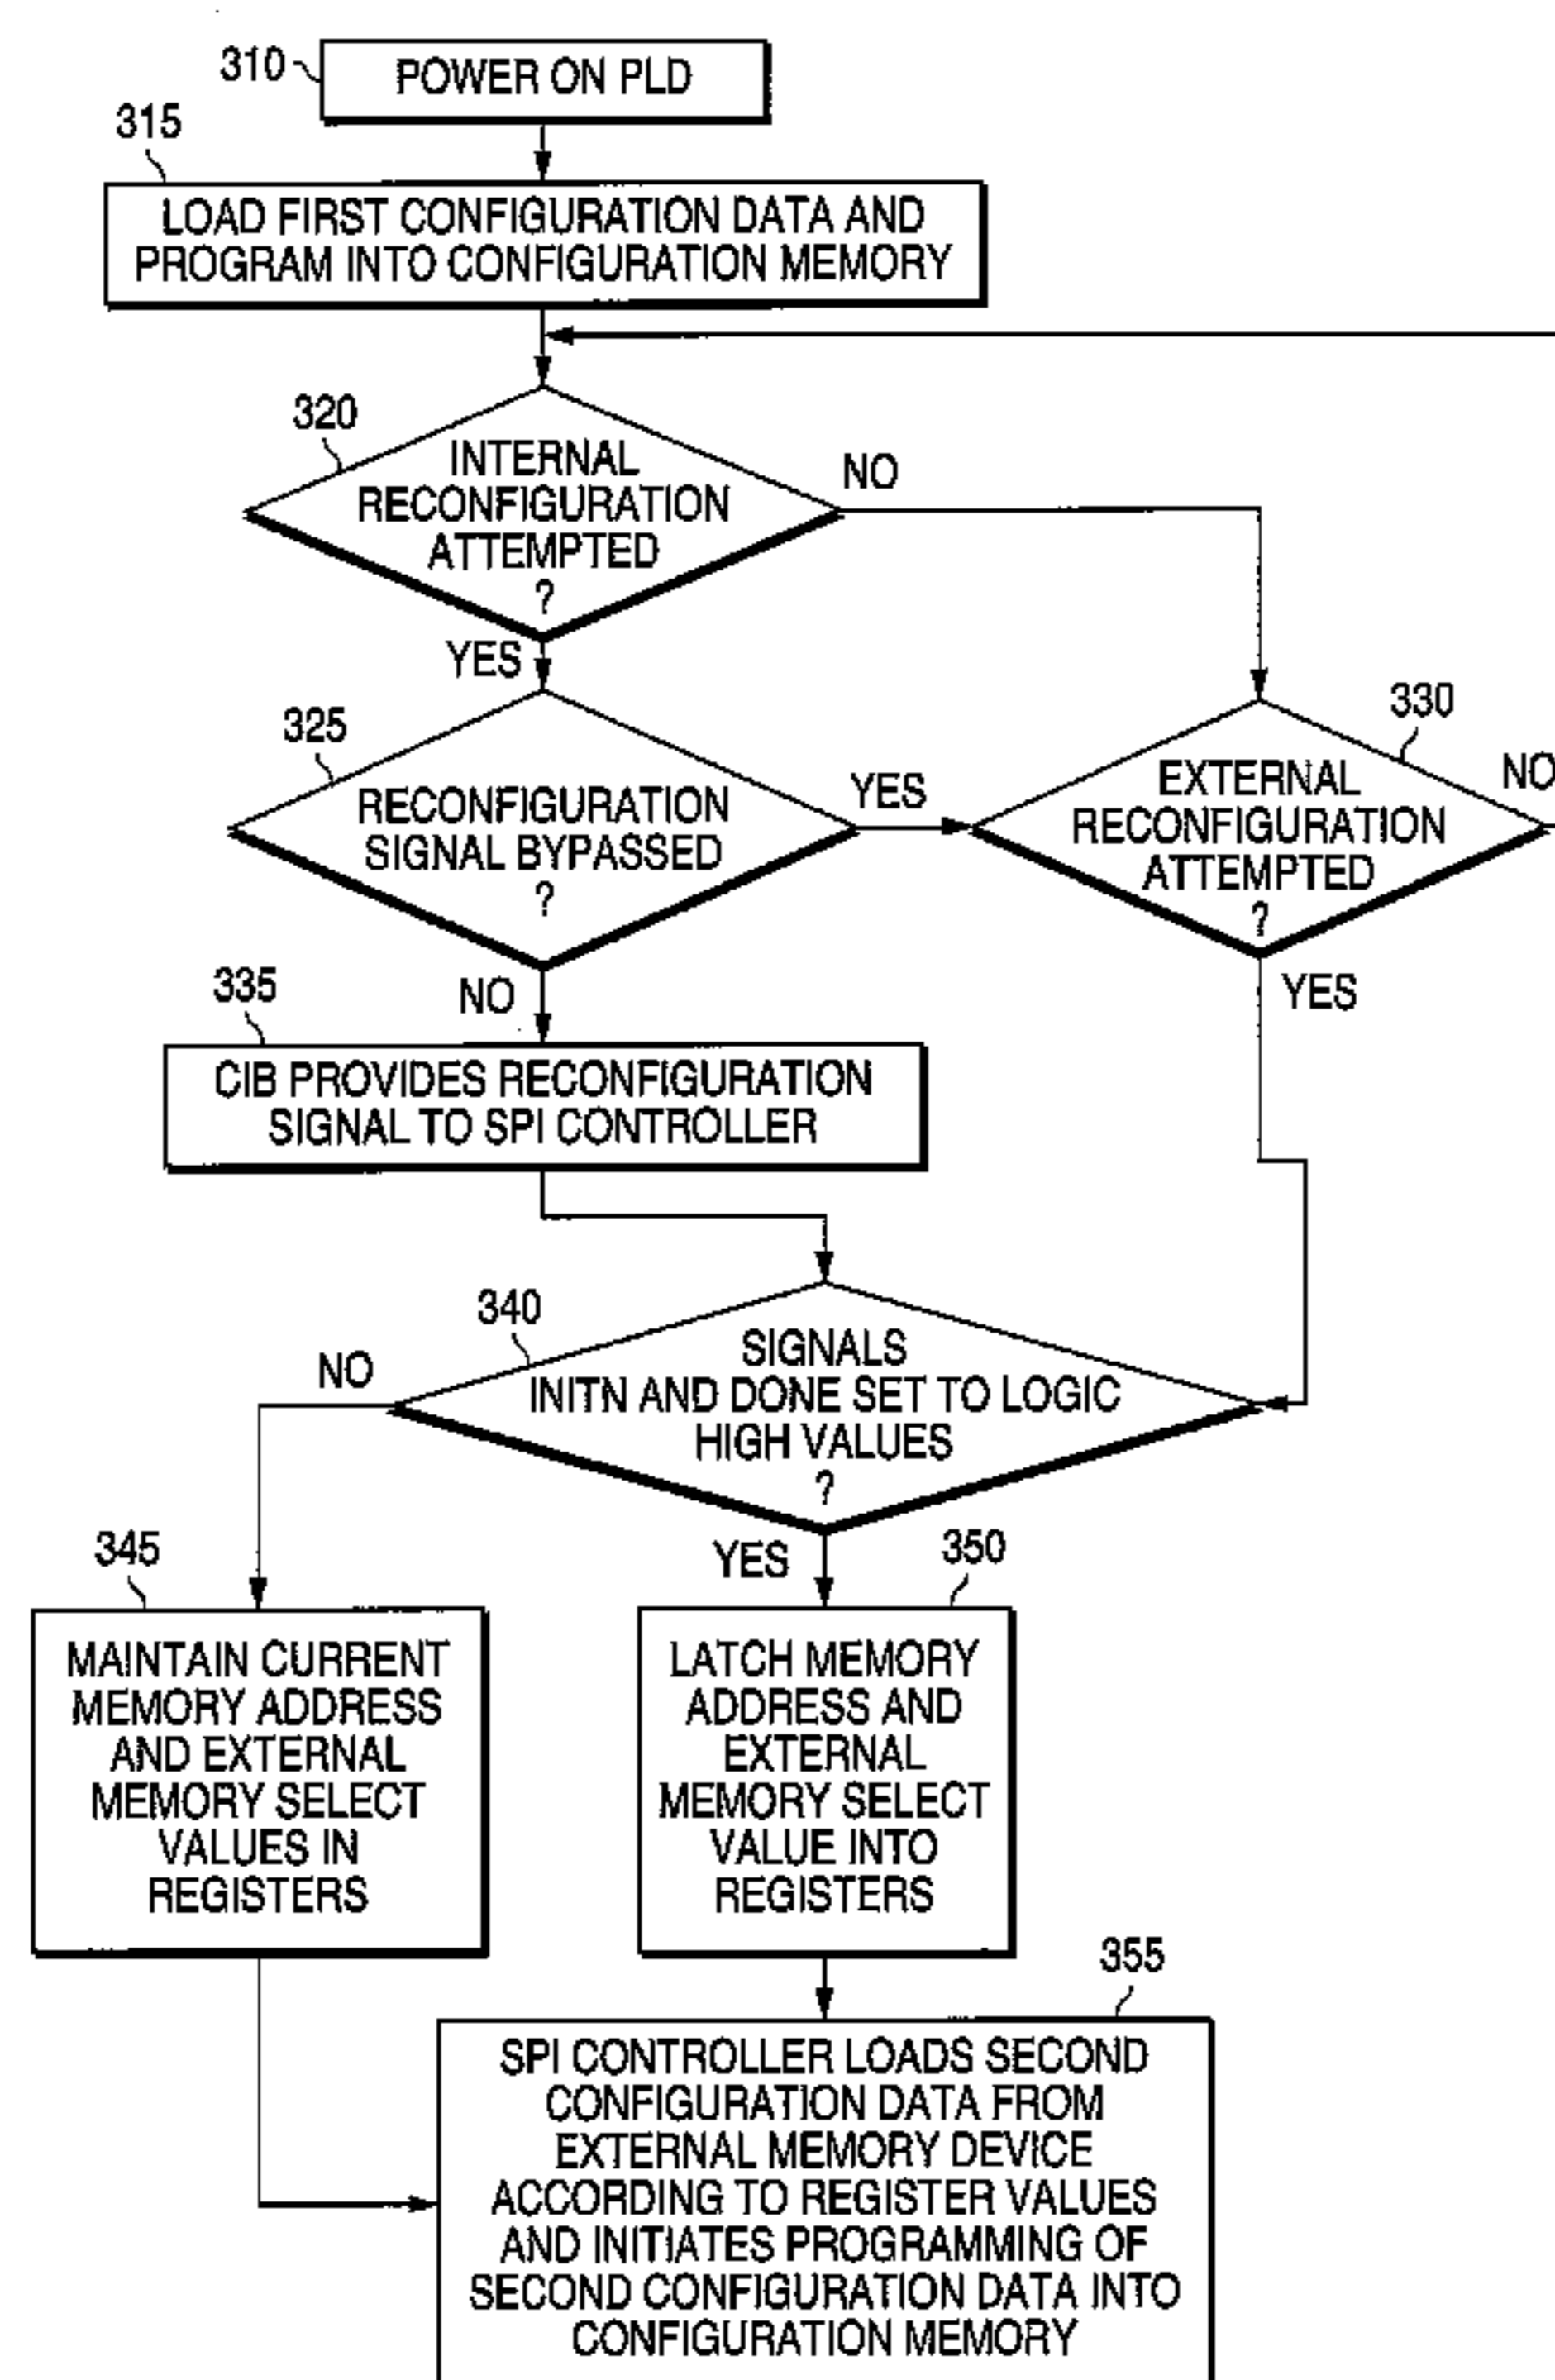 310
POWER ON PLD
315
LOAD FIRST CONFIGURATION DATA AND
PROGRAM INTO CONFIGURATION MEMORY
320
INTERNAL
RECONFIGURATION
ATTEMPTED
?
NO
YES
325
RECONFIGURATION
SIGNAL BYPASSED
?
YES
330
EXTERNAL
RECONFIGURATION
ATTEMPTED
?
NO
YES
NO
335
CIB PROVIDES RECONFIGURATION
SIGNAL TO SPI CONTROLLER
340
SIGNALS
INITN AND DONE SET TO LOGIC
HIGH VALUES
?
NO
YES
345
MAINTAIN CURRENT
MEMORY ADDRESS
AND EXTERNAL
MEMORY SELECT
VALUES IN
REGISTERS
350
LATCH MEMORY
ADDRESS AND
EXTERNAL
MEMORY SELECT
VALUE INTO
REGISTERS
355
SPI CONTROLLER LOADS SECOND
CONFIGURATION DATA FROM
EXTERNAL MEMORY DEVICE
ACCORDING TO REGISTER VALUES
AND INITIATES PROGRAMMING OF
SECOND CONFIGURATION DATA INTO
CONFIGURATION MEMORY